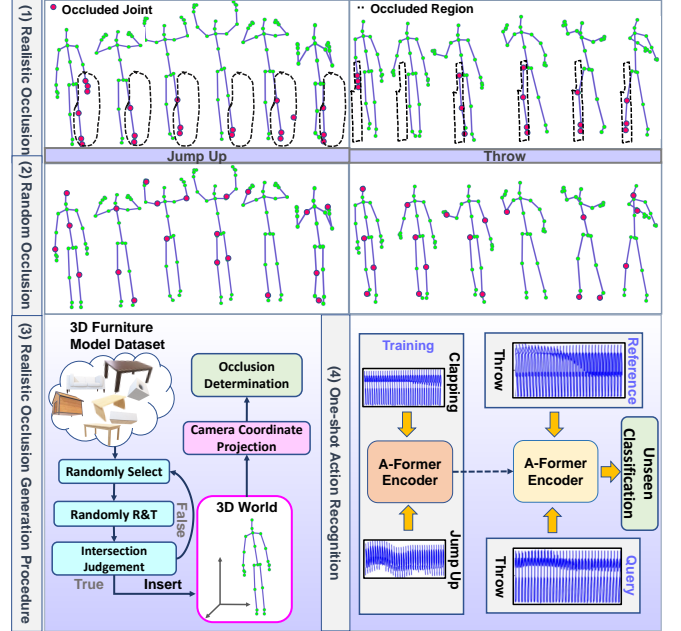 (1) Realistic Occlusion
Occluded Joint
Occluded Region
Jump Up
Throw
(2) Random Occlusion
(3) Realistic Occlusion Generation Procedure
3D Furniture
Model Dataset
Randomly Select
Randomly R&T
Intersection
Judgement
False
True
Insert
Occlusion
Determination
Camera Coordinate
Projection
3D World
(4) One-shot Action Recognition
Training
Clapping
A-Former
Encoder
Jump Up
Throw
Reference
A-Former
Encoder
Unseen
Classification
Throw
Query